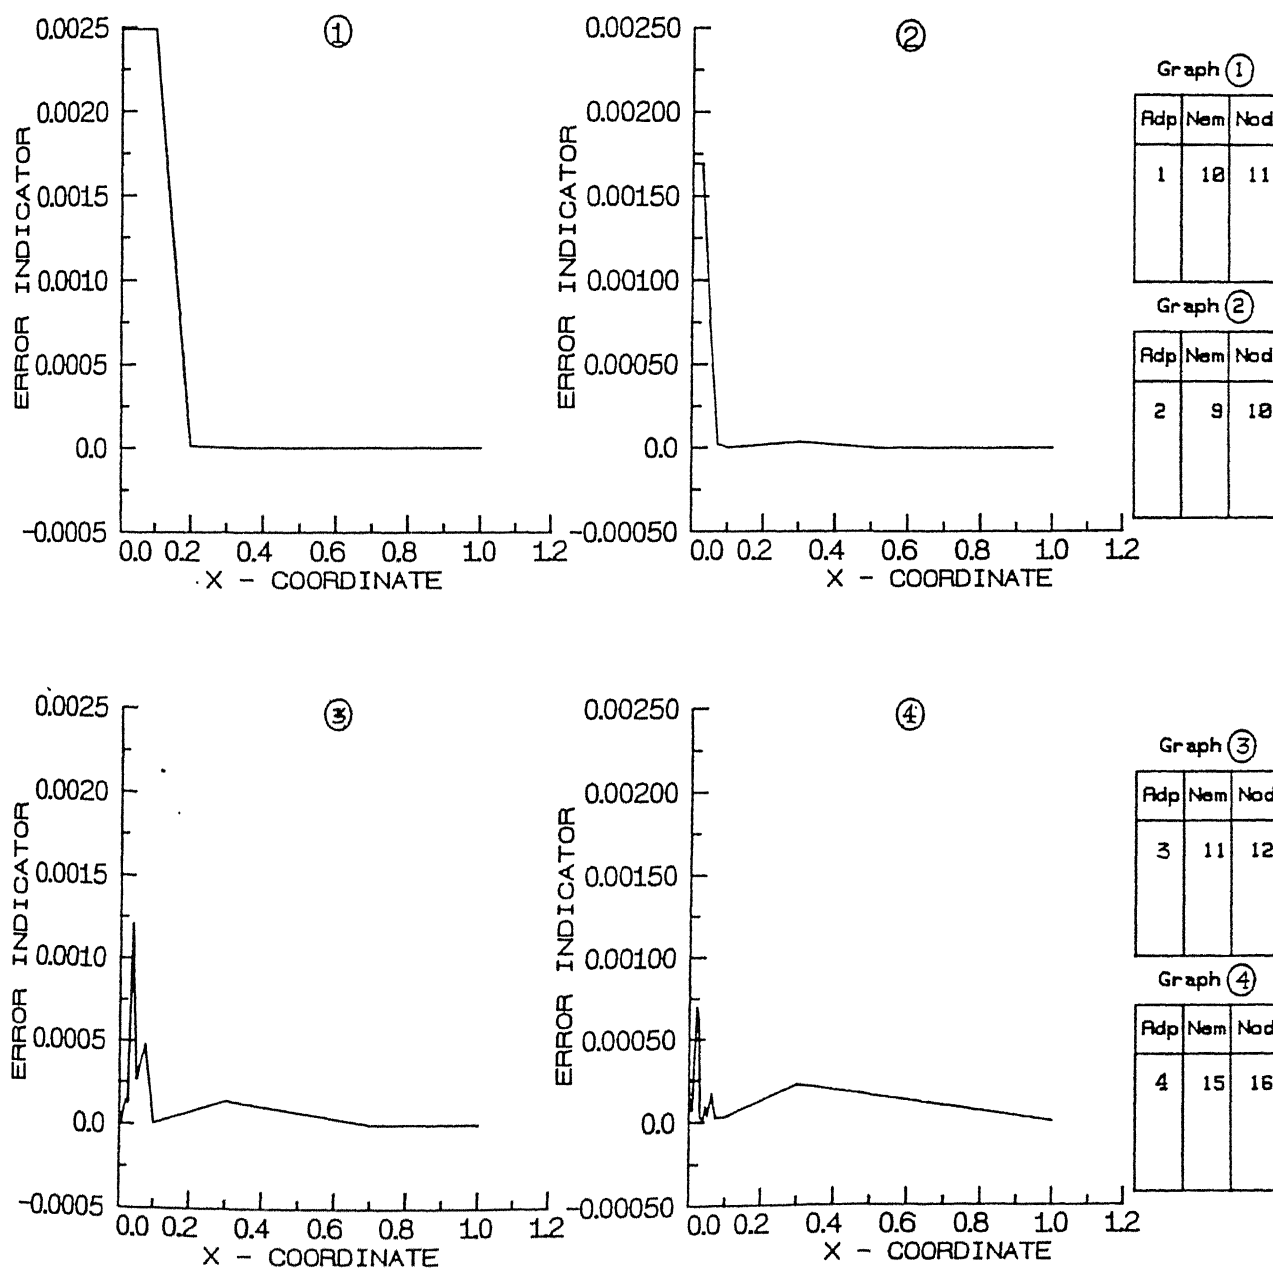 ①
ERROR INDICATOR
0.0025
0.0020
0.0015
0.0010
0.0005
0.0
-0.0005
0.0 0.2 0.4 0.6 0.8 1.0 1.2
X - COORDINATE
②
ERROR INDICATOR
0.00250
0.00200
0.00150
0.00100
0.00050
0.0
-0.00050
0.0 0.2 0.4 0.6 0.8 1.0 1.2
X - COORDINATE
Graph ①
Adp Nem Nod
1 10 11
Graph ②
Adp Nem Nod
2 9 10
③
ERROR INDICATOR
0.0025
0.0020
0.0015
0.0010
0.0005
0.0
-0.0005
0.0 0.2 0.4 0.6 0.8 1.0 1.2
X - COORDINATE
④
ERROR INDICATOR
0.00250
0.00200
0.00150
0.00100
0.00050
0.0
-0.00050
0.0 0.2 0.4 0.6 0.8 1.0 1.2
X - COORDINATE
Graph ③
Adp Nem Nod
3 11 12
Graph ④
Adp Nem Nod
4 15 16